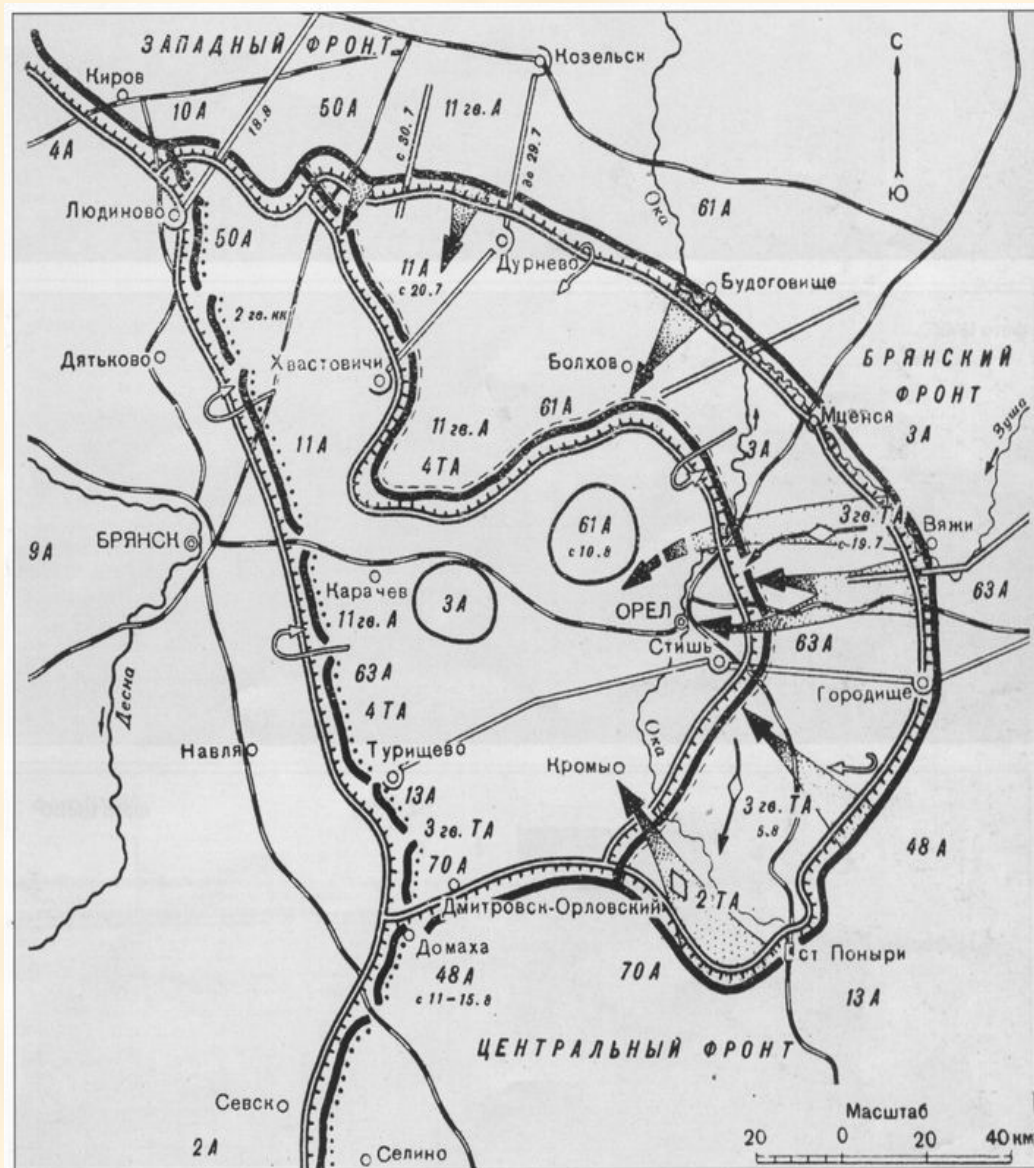 ЗАПАДНЫЙ ФРОНТ
Козельск
С
Киров
10 А
18.8
50 А
с 30.7
11 гв. А
до 29.7
4 А
Ю
Ока
61 А
Людиново
50 А
11 А
с 20.7
Дурнево
Будоговище
2 гв. кк
Дятьково
Хвастовичи
Болхов
БРЯНСКИЙ
ФРОНТ
61 А
Мценск
3 А
Зуша
11 А
11 гв. А
4 ТА
3 А
61 А
с 10.8
3 гв. ТА
с 19.7
Вяжи
БРЯНСК
9 А
Карачев
3 А
63 А
11 гв. А
ОРЕЛ
Стишь
63 А
63 А
Городище
4 ТА
Десна
Навля
Турищево
Ока
Кромы
13 А
3 гв. ТА
5.8
3 гв. ТА
48 А
70 А
Дмитровск-Орловский
2 ТА
Домаха
ст Поныри
48 А
с 11-15.8
70 А
13 А
ЦЕНТРАЛЬНЫЙ ФРОНТ
Севск
Масштаб
2 А
Селино
20 0 20 40 км